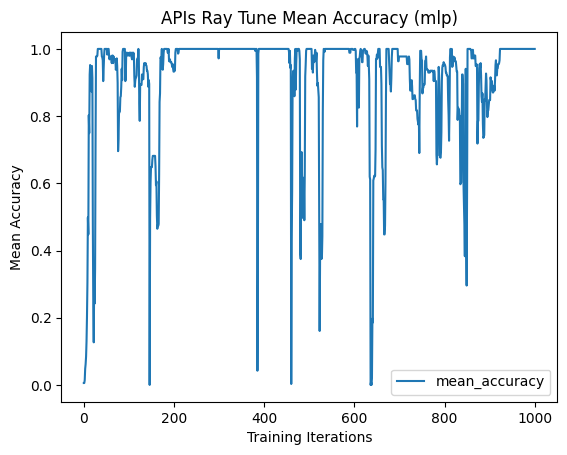 APIs Ray Tune Mean Accuracy (mlp)
1.0
0.8
0.6
0.4
0.2
0.0
Mean Accuracy
mean_accuracy
0 200 400 600 800 1000
Training Iterations